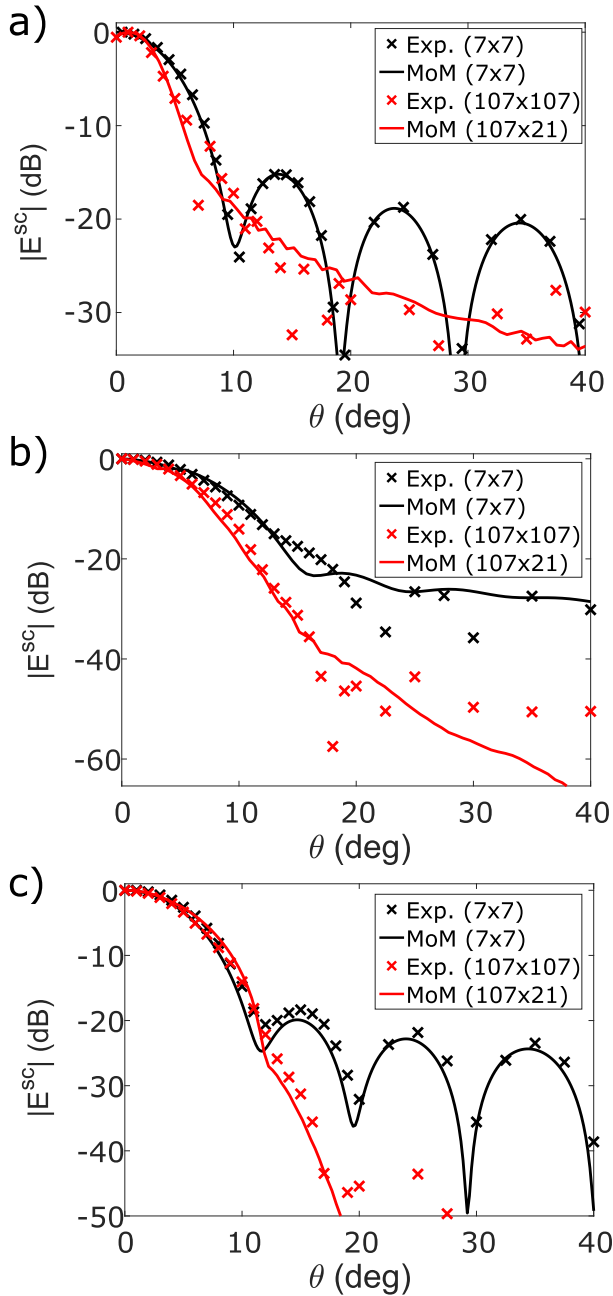 a)
0
-10
-20
-30
|E^sc| (dB)
× Exp. (7x7)
MoM (7x7)
× Exp. (107x107)
MoM (107x21)
0 10 20 30 40
θ (deg)
b)
0
-20
-40
-60
|E^sc| (dB)
× Exp. (7x7)
MoM (7x7)
× Exp. (107x107)
MoM (107x21)
0 10 20 30 40
θ (deg)
c)
0
-10
-20
-30
-40
-50
|E^sc| (dB)
× Exp. (7x7)
MoM (7x7)
× Exp. (107x107)
MoM (107x21)
0 10 20 30 40
θ (deg)